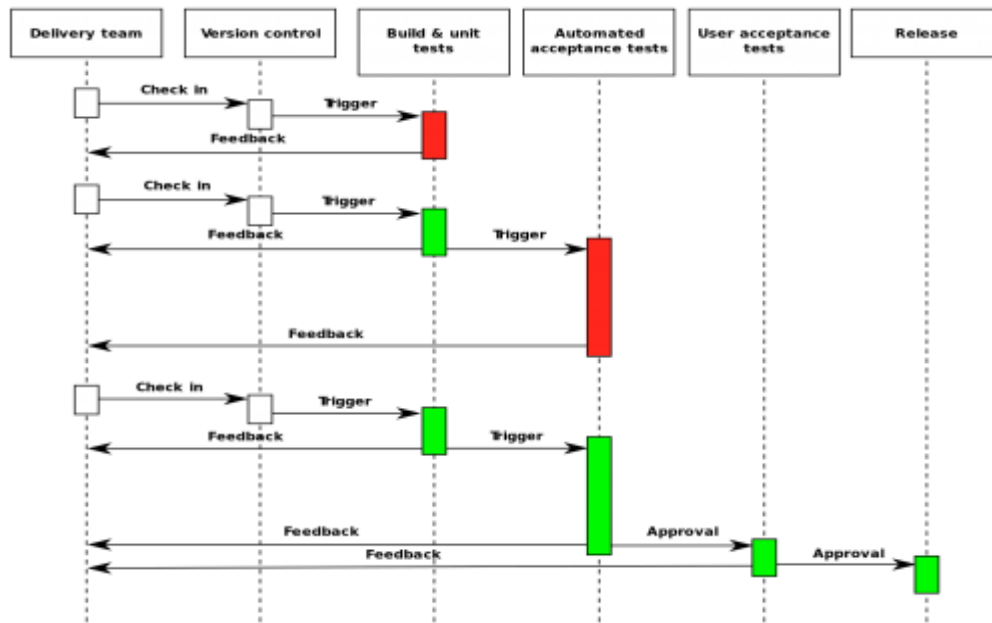 Delivery team
Version control
Build & unit
tests
Automated
acceptance tests
User acceptance
tests
Release
Check in
Trigger
Feedback
Check in
Trigger
Feedback
Trigger
Feedback
Check in
Trigger
Feedback
Trigger
Feedback
Approval
Feedback
Approval